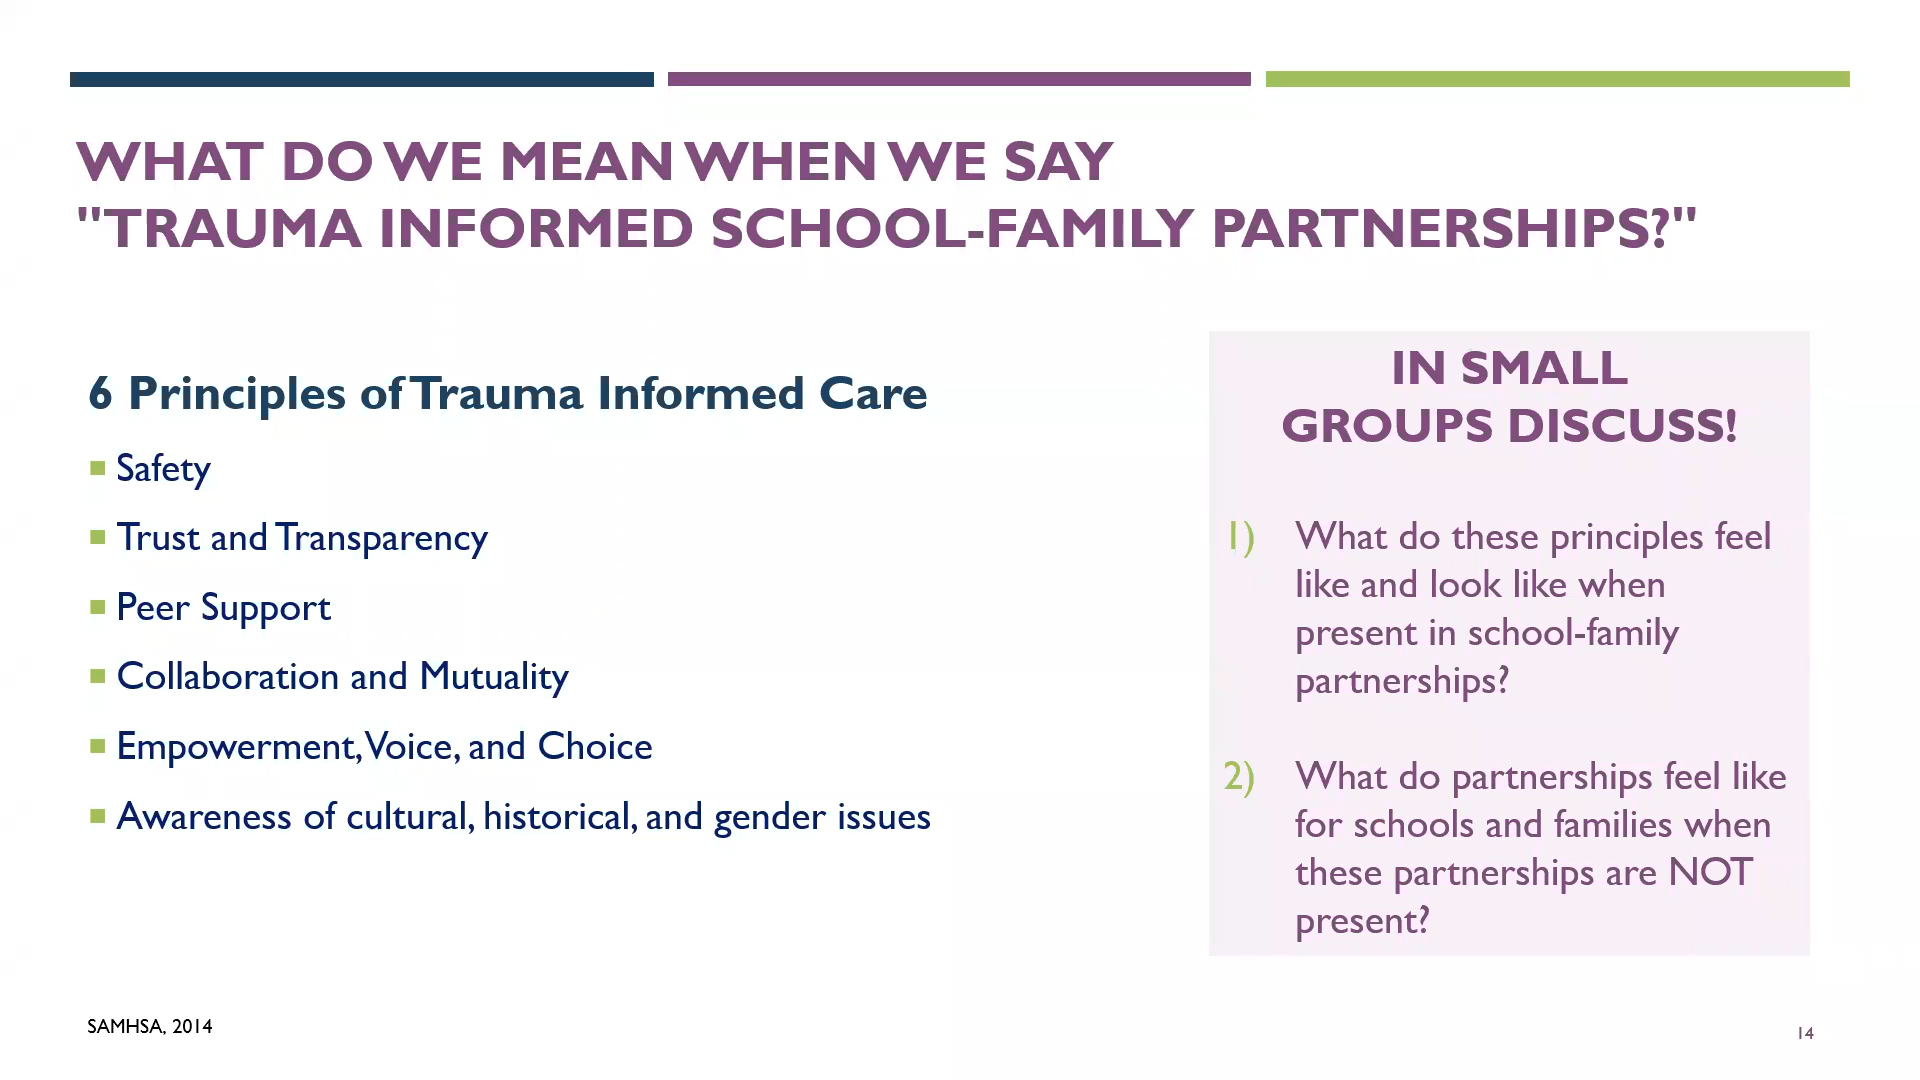 WHAT DO WE MEAN WHEN WE SAY
"TRAUMA INFORMED SCHOOL-FAMILY PARTNERSHIPS?"
6 Principles of Trauma Informed Care
Safety
Trust and Transparency
Peer Support
Collaboration and Mutuality
Empowerment, Voice, and Choice
Awareness of cultural, historical, and gender issues
IN SMALL
GROUPS DISCUSS!
1) What do these principles feel
like and look like when
present in school-family
partnerships?
2) What do partnerships feel like
for schools and families when
these partnerships are NOT
present?
SAMHSA, 2014
14